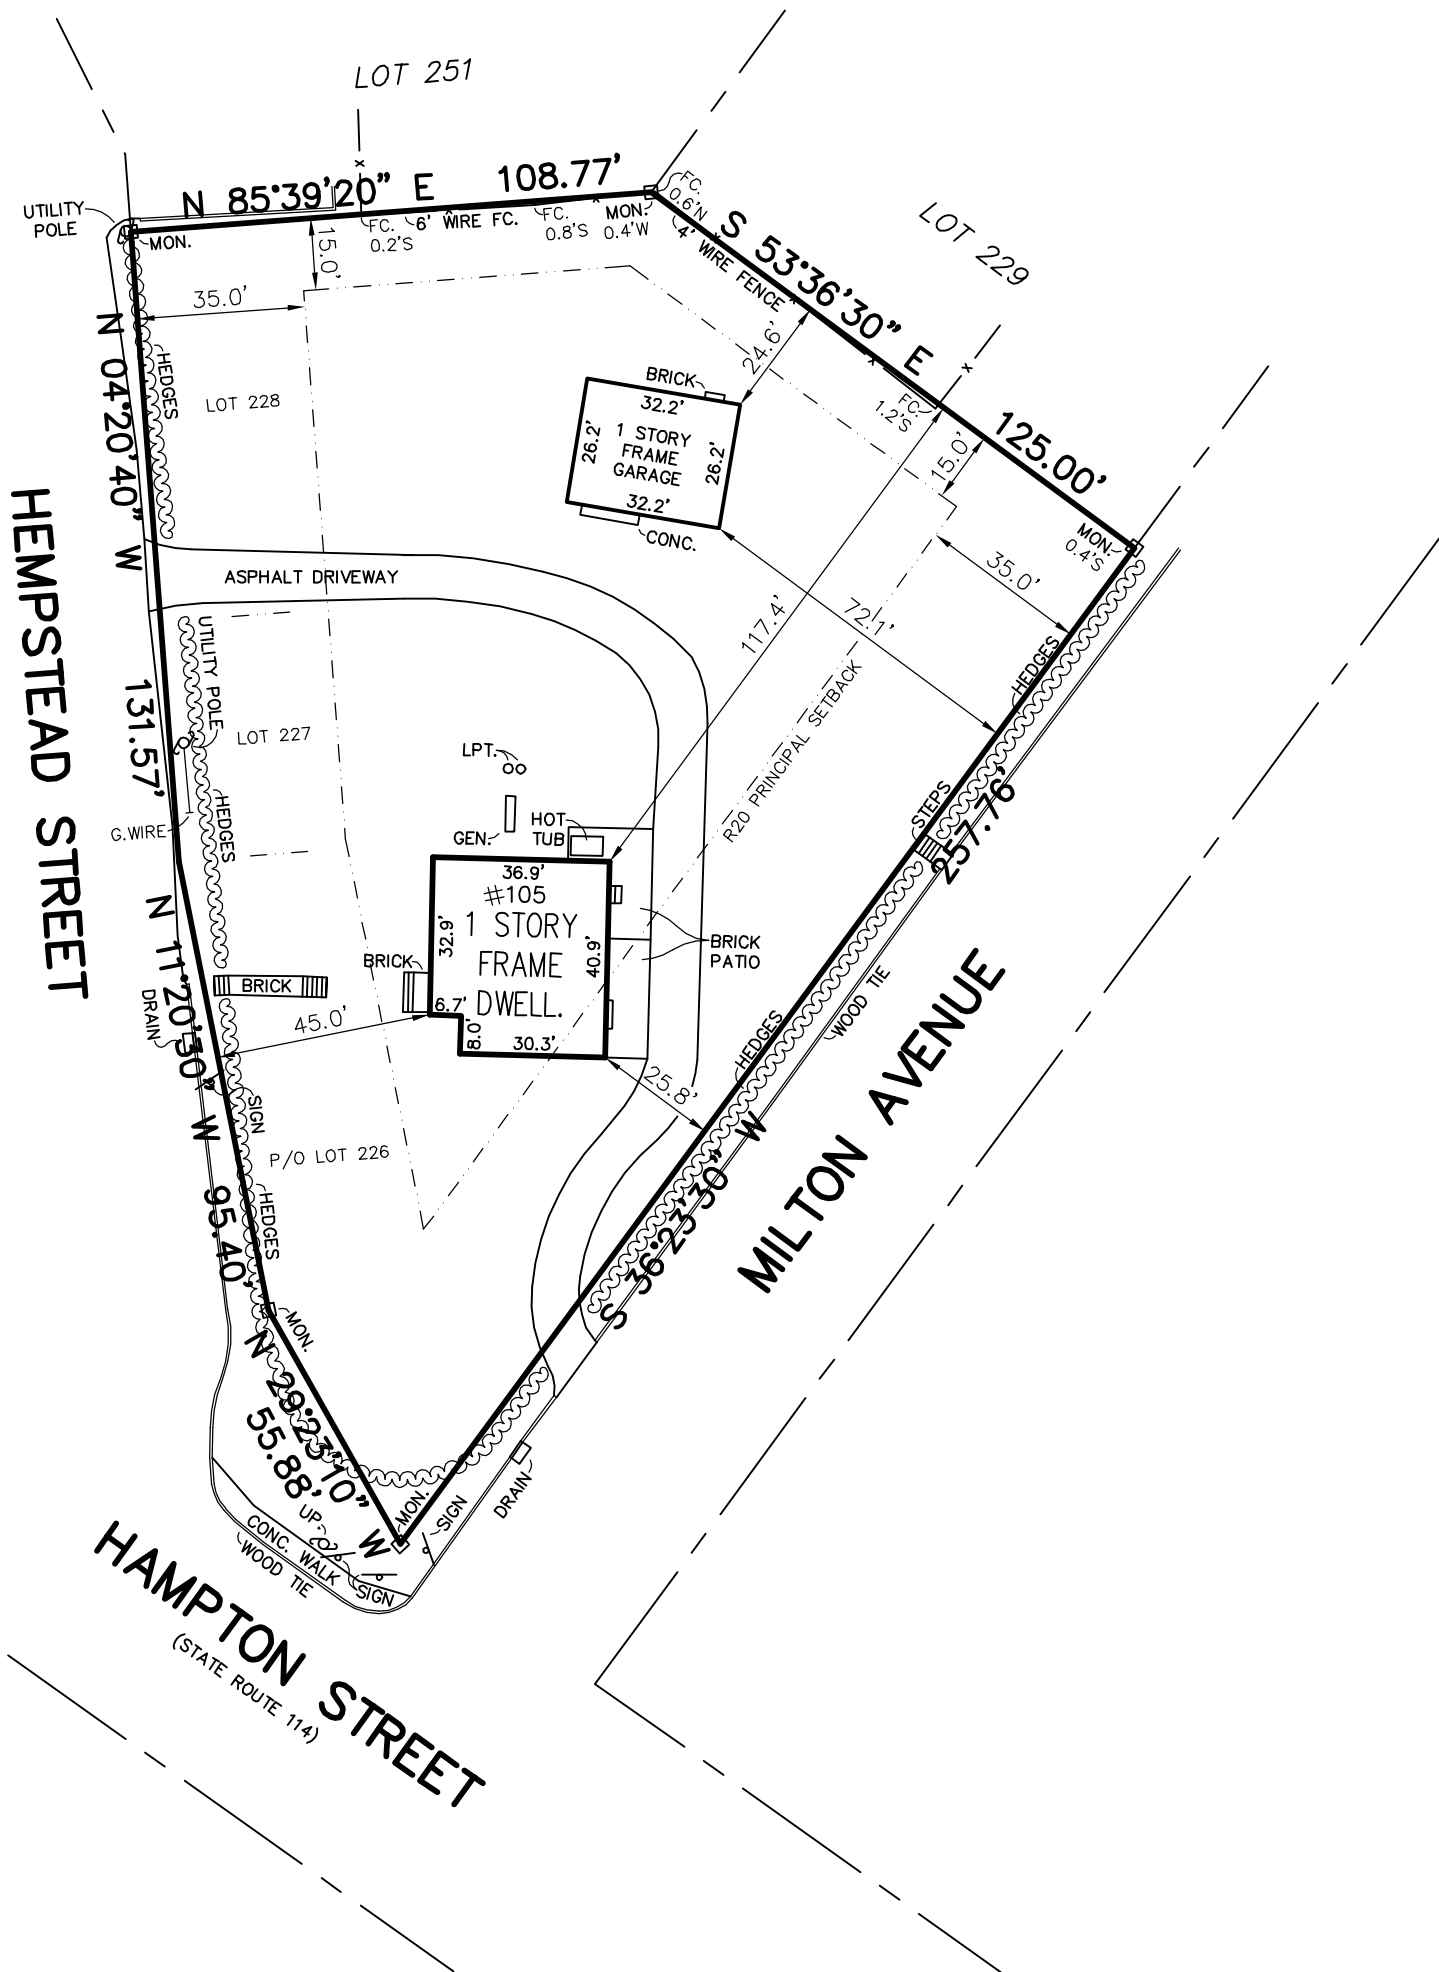 LOT 251
N 85°39'20" E 108.77'
UTILITY
POLE
MON.
FC.
0.2'S
6' WIRE FC.
FC.
0.8'S
MON.
0.4'W
FC.
0.6'N
4' WIRE FENCE
S 53°36'30" E 125.00'
LOT 229
15.0'
35.0'
N 04°20'40" W 131.57'
HEDGES
LOT 228
24.6'
BRICK
32.2'
1 STORY
FRAME
GARAGE
26.2'
26.2'
32.2'
CONC.
FC.
1.2'S
15.0'
MON.
0.4'S
35.0'
HEMPSTEAD STREET
ASPHALT DRIVEWAY
117.4'
72.1'
HEDGES
UTILITY POLE
LOT 227
R20 PRINCIPAL SETBACK
LPT.
G.WIRE
HEDGES
GEN.
HOT
TUB
STEPS
S 36°23'30" W 257.76'
36.9'
#105
1 STORY
FRAME
DWELL.
32.9'
40.9'
6.7'
8.0'
30.3'
BRICK
BRICK
PATIO
N 11°20'30" W 95.40'
BRICK
DRAIN
45.0'
WOOD TIE
HEDGES
25.8'
SIGN
P/O LOT 226
HEDGES
MILTON AVENUE
MON.
N 29°23'10" W
55.88'
MON.
SIGN
DRAIN
UP.
CONC. WALK
WOOD TIE
SIGN
HAMPTON STREET
(STATE ROUTE 114)